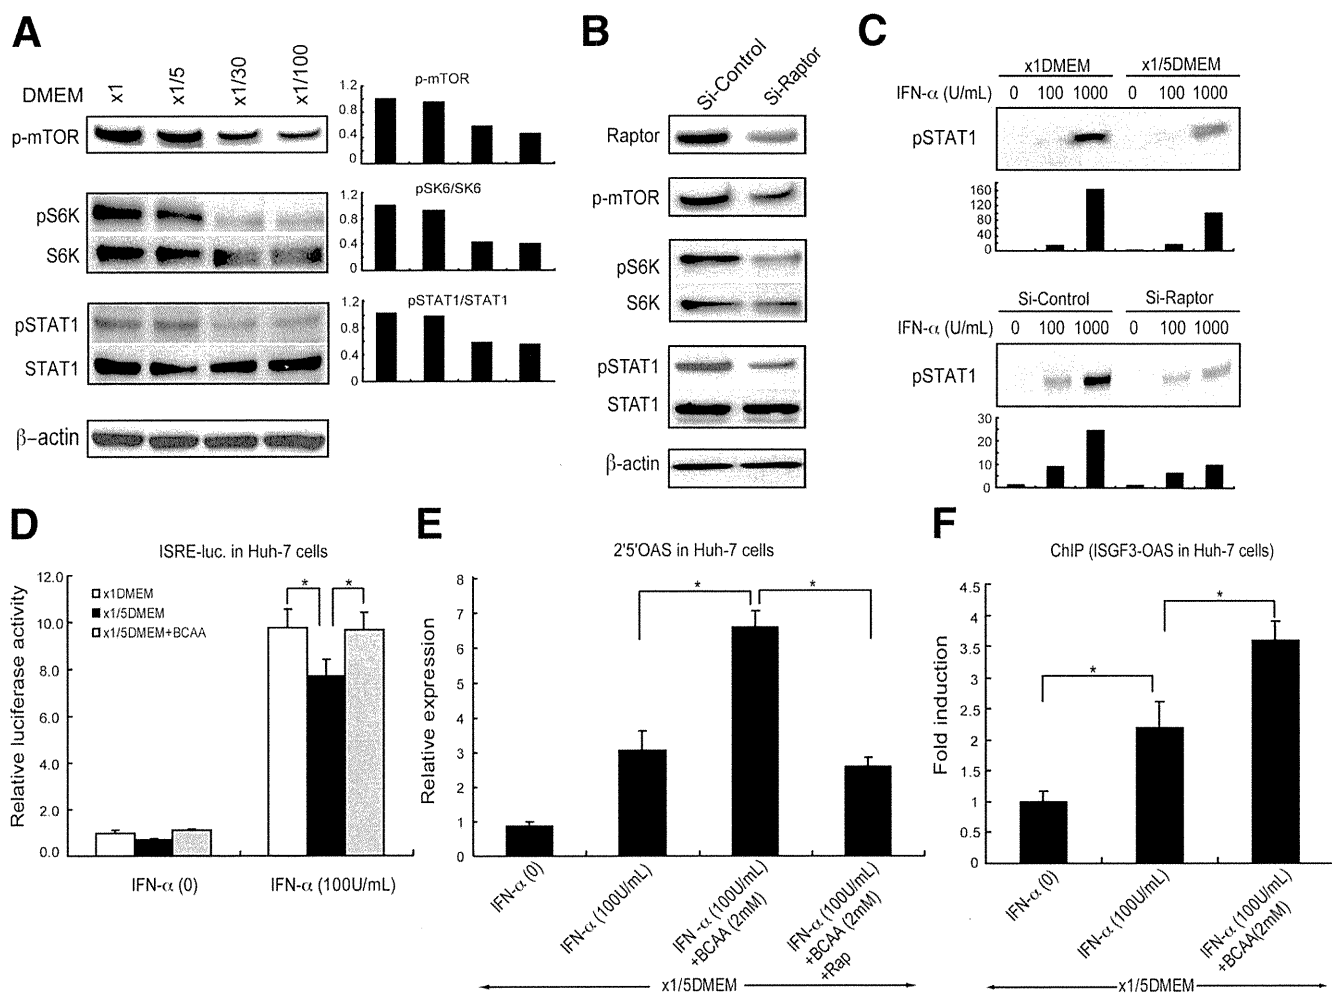 A
DMEM x1 x1/5 x1/30 x1/100
p-mTOR
pS6K
S6K
pSTAT1
STAT1
β-actin
p-mTOR
1.2
0.8
0.4
0
pSK6/SK6
1.2
0.8
0.4
0
pSTAT1/STAT1
1.2
0.8
0.4
0
B
Si-Control Si-Raptor
Raptor
p-mTOR
pS6K
S6K
pSTAT1
STAT1
β-actin
C
x1DMEM x1/5DMEM
IFN-α (U/mL) 0 100 1000 0 100 1000
pSTAT1
160
120
80
40
0
Si-Control Si-Raptor
IFN-α (U/mL) 0 100 1000 0 100 1000
pSTAT1
30
20
10
0
D
ISRE-luc. in Huh-7 cells
Relative luciferase activity
12.0
10.0
8.0
6.0
4.0
2.0
0.0
x1DMEM
x1/5DMEM
x1/5DMEM+BCAA
* *
IFN-α (0) IFN-α (100U/mL)
E
2'5'OAS in Huh-7 cells
Relative expression
8
7
6
5
4
3
2
1
0
* *
IFN-α (0)
IFN-α (100U/mL)
IFN -α (100U/mL)
+BCAA (2mM)
IFN-α (100U/mL)
+BCAA (2mM)
+Rap
x1/5DMEM
F
ChIP (ISGF3-OAS in Huh-7 cells)
Fold induction
4.5
4
3.5
3
2.5
2
1.5
1
0.5
0
* *
IFN-α (0)
IFN-α (100U/mL)
IFN-α (100U/mL)
+BCAA(2mM)
x1/5DMEM